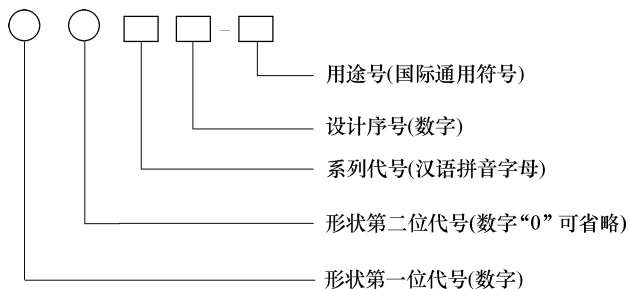 用途号(国际通用符号)
设计序号(数字)
系列代号(汉语拼音字母)
形状第二位代号(数字“0”可省略)
形状第一位代号(数字)